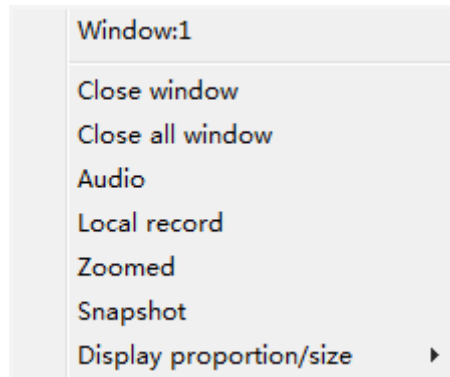 Window:1
Close window
Close all window
Audio
Local record
Zoomed
Snapshot
Display proportion/size